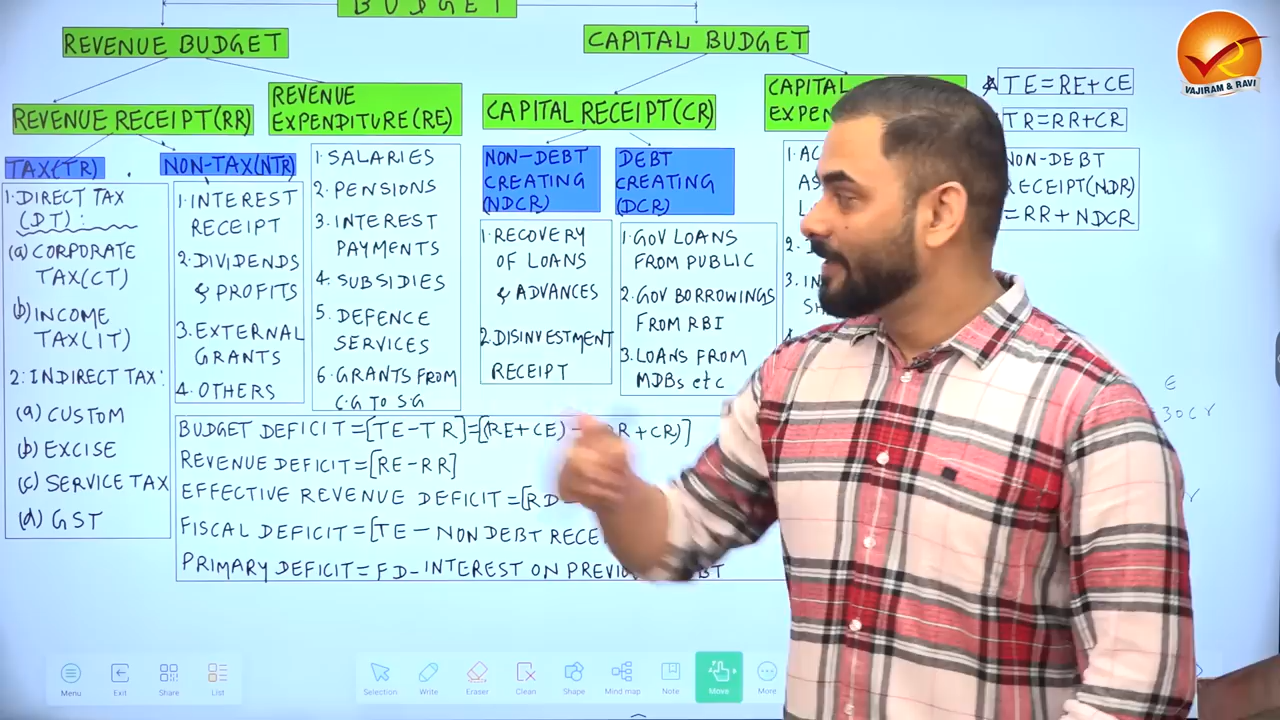 BUDGET
REVENUE BUDGET
CAPITAL BUDGET
VAJIRAM & RAVI
REVENUE RECEIPT(RR)
REVENUE
EXPENDITURE(RE)
CAPITAL RECEIPT(CR)
CAPITAL
TE=RE+CE
TR=RR+CR
NON-DEBT
RECEIPT(NDR)
=RR+NDCR
TAX(TR)
1.DIRECT TAX
(DT):
(a) CORPORATE
TAX(CT)
(b) INCOME
TAX(IT)
2:INDIRECT TAX:
(a) CUSTOM
(b) EXCISE
(c) SERVICE TAX
(d) GST
NON-TAX(NTR)
1.INTEREST
RECEIPT
2.DIVIDENDS
& PROFITS
3.EXTERNAL
GRANTS
4.OTHERS
1.SALARIES
2.PENSIONS
3.INTEREST
PAYMENTS
4.SUBSIDIES
5.DEFENCE
SERVICES
6.GRANTS FROM
C.G TO SG
NON-DEBT
CREATING
(NDCR)
1.RECOVERY
OF LOANS
& ADVANCES
2.DISINVESTMENT
RECEIPT
DEBT
CREATING
(DCR)
1.GOV LOANS
FROM PUBLIC
2.GOV BORROWINGS
FROM RBI
3.LOANS FROM
MDBs etc
1.
2.
3.
BUDGET DEFICIT=[TE-TR]=[(RE+CE) - R+CR)]
REVENUE DEFICIT=[RE-RR]
EFFECTIVE REVENUE DEFICIT=[RD-
FISCAL DEFICIT=[TE-NON DEBT
PRIMARY DEFICIT=FD-INTEREST ON
E
30CR
Menu
Exit
Share
List
Selection
Write
Eraser
Clean
Shape
Mind map
Note
Move
More